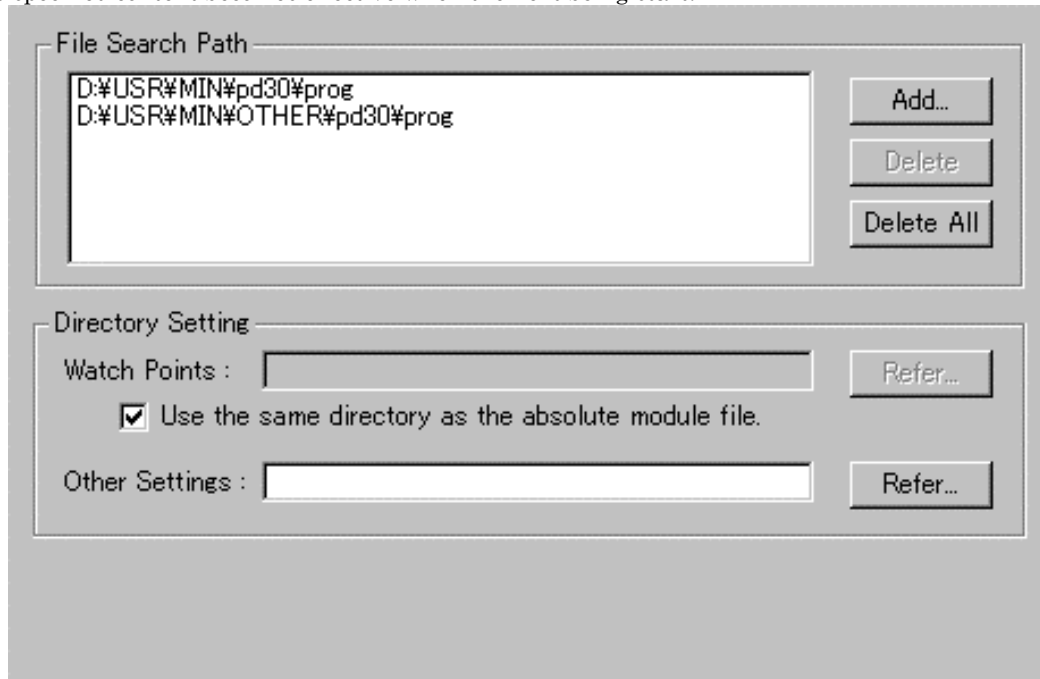 File Search Path
D:¥USR¥MIN¥pd30¥prog
D:¥USR¥MIN¥OTHER¥pd30¥prog
Add...
Delete
Delete All
Directory Setting
Watch Points :
Refer...
Use the same directory as the absolute module file.
Other Settings :
Refer...